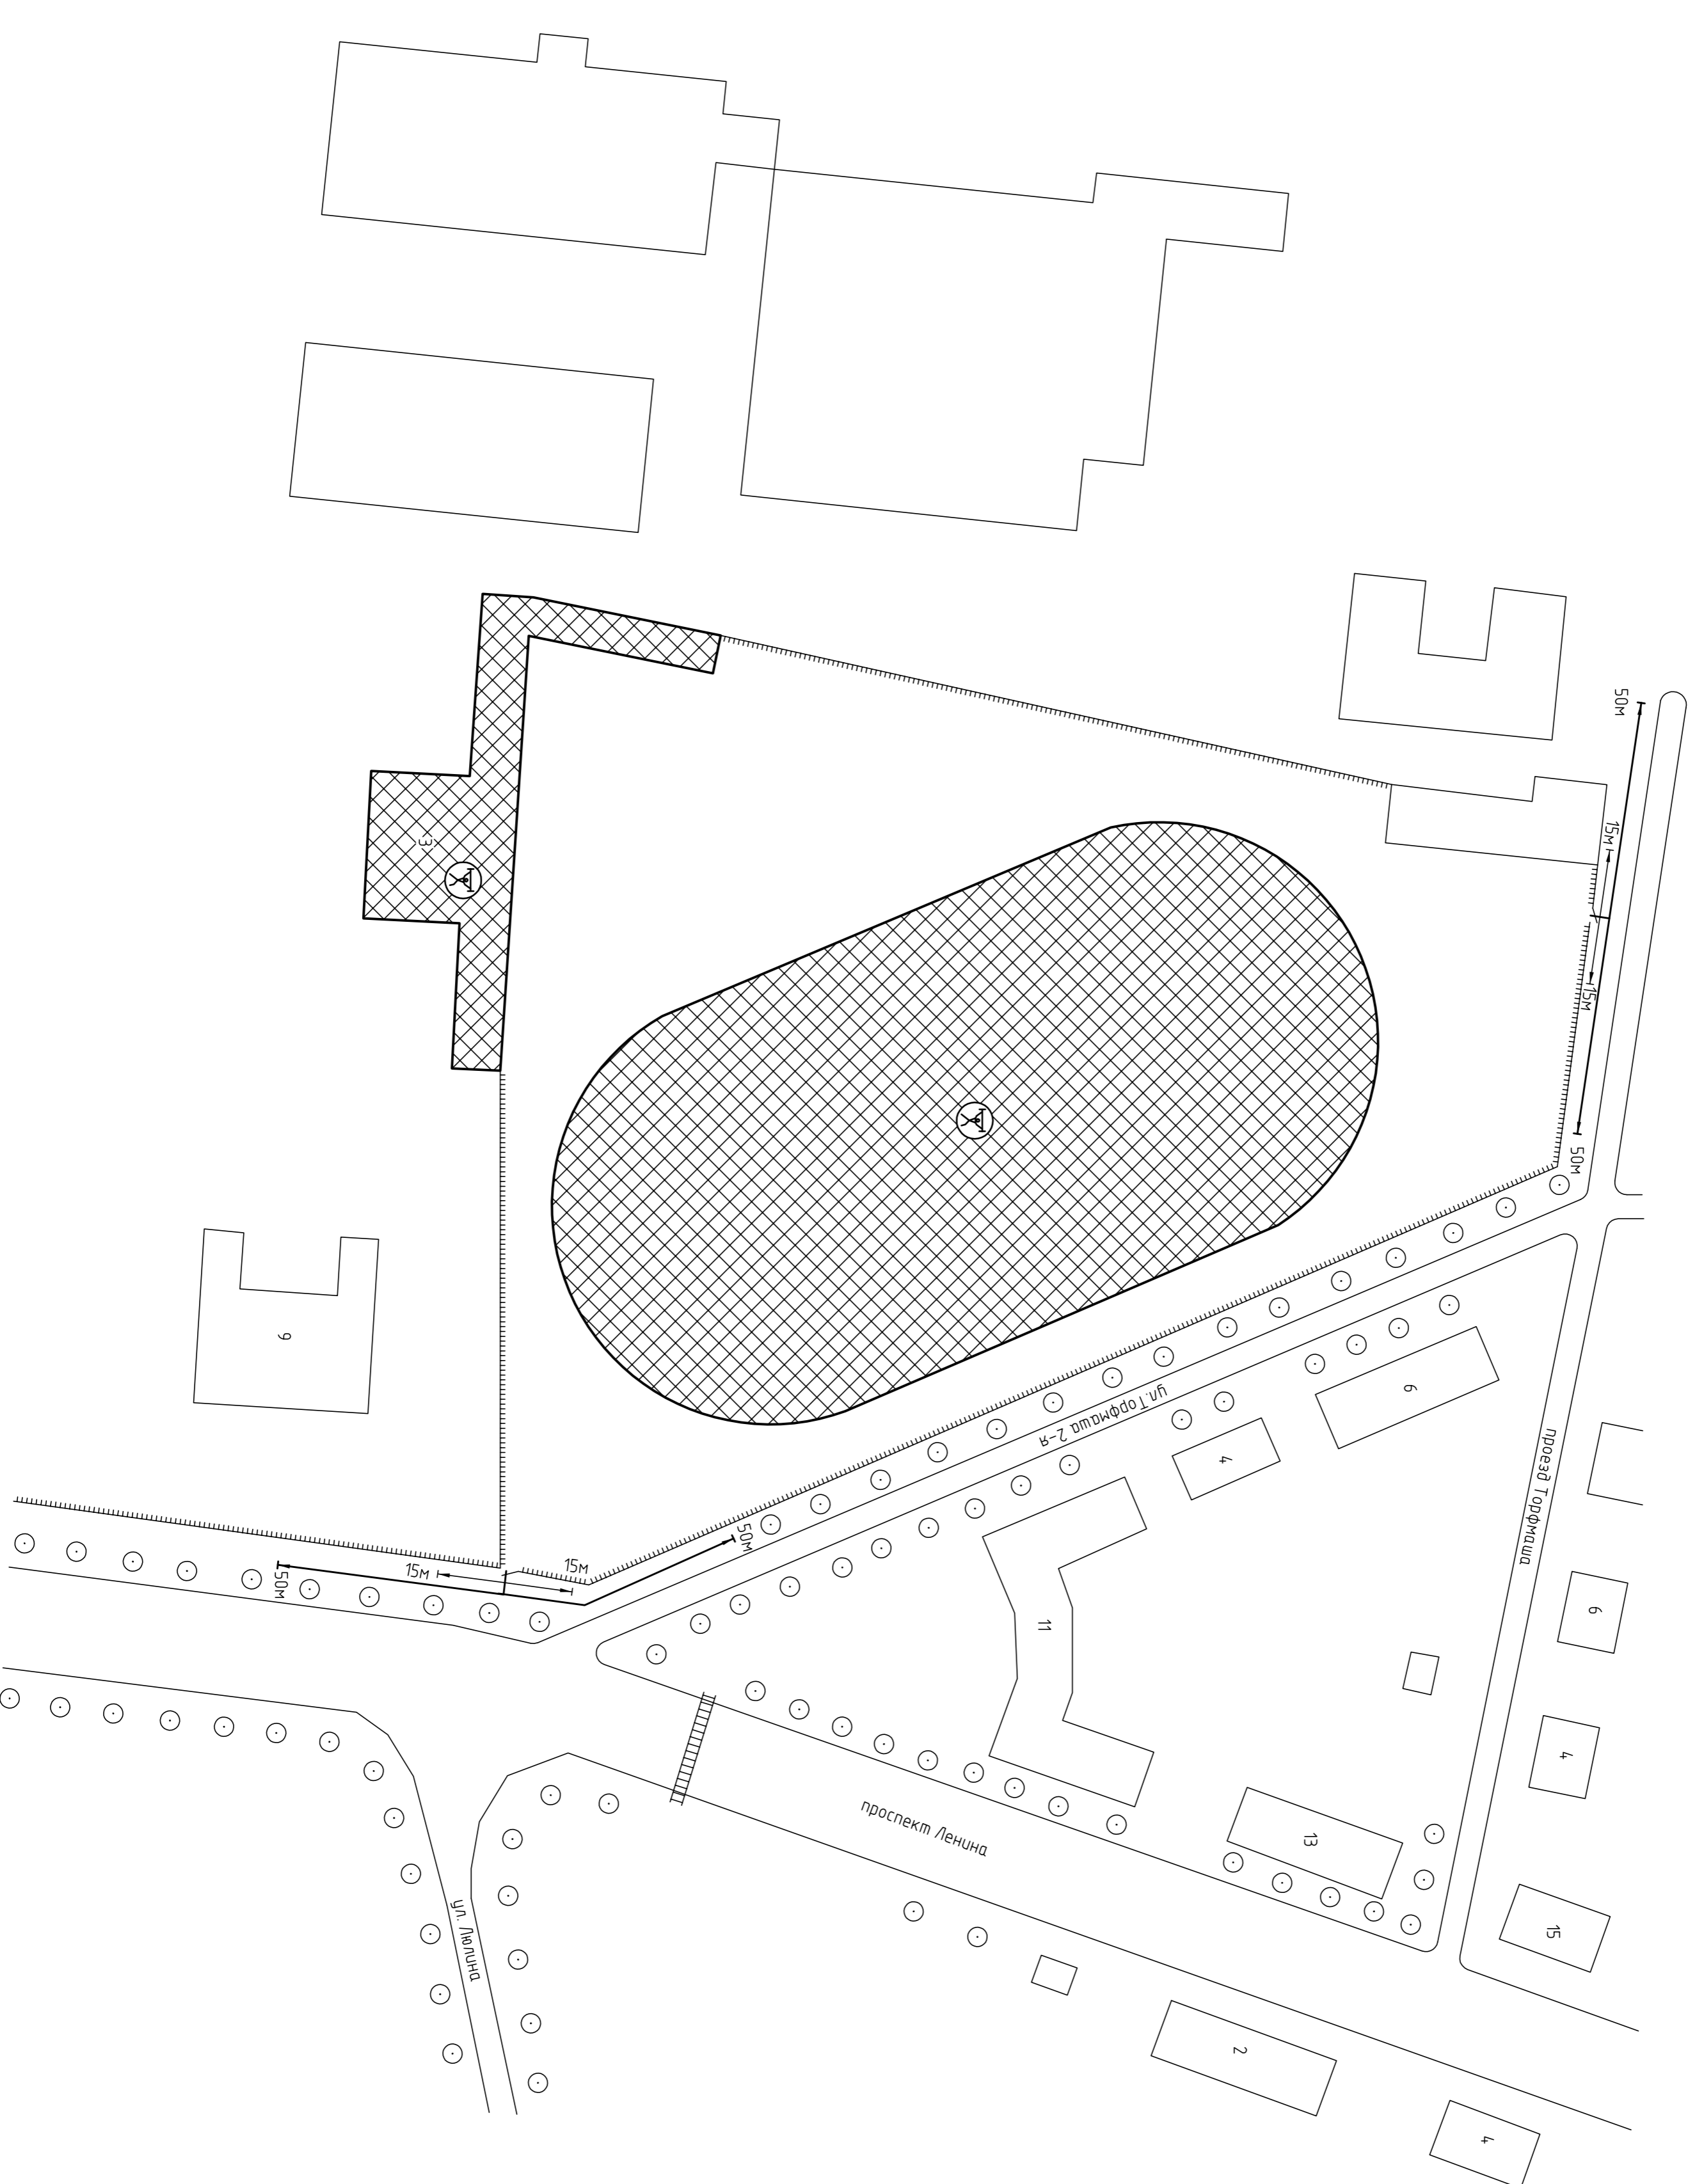 50м
15м
15м
50м
3
9
ул.Торфмаша 2-я
6
4
проезд Торфмаша
50м
15м
15м
50м
11
6
4
13
проспект Ленина
15
ул. Люлина
2
4